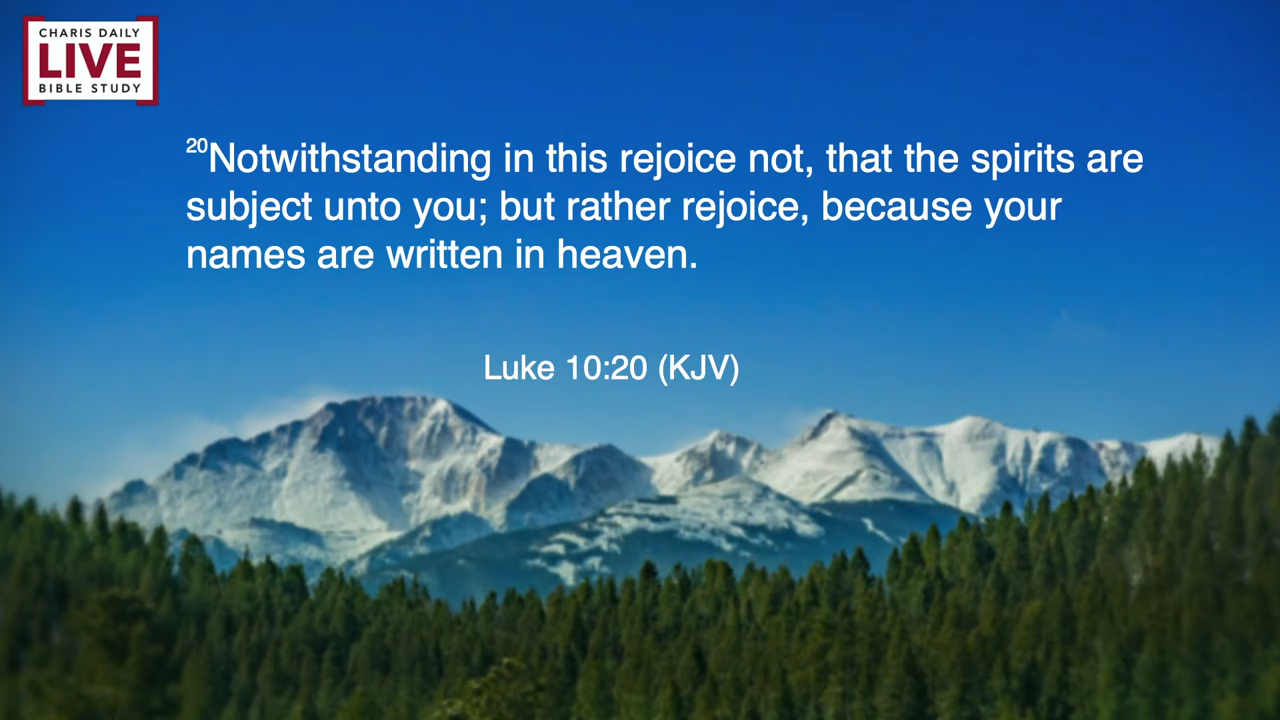 CHARIS DAILY
LIVE
BIBLE STUDY
20Notwithstanding in this rejoice not, that the spirits are
subject unto you; but rather rejoice, because your
names are written in heaven.
Luke 10:20 (KJV)